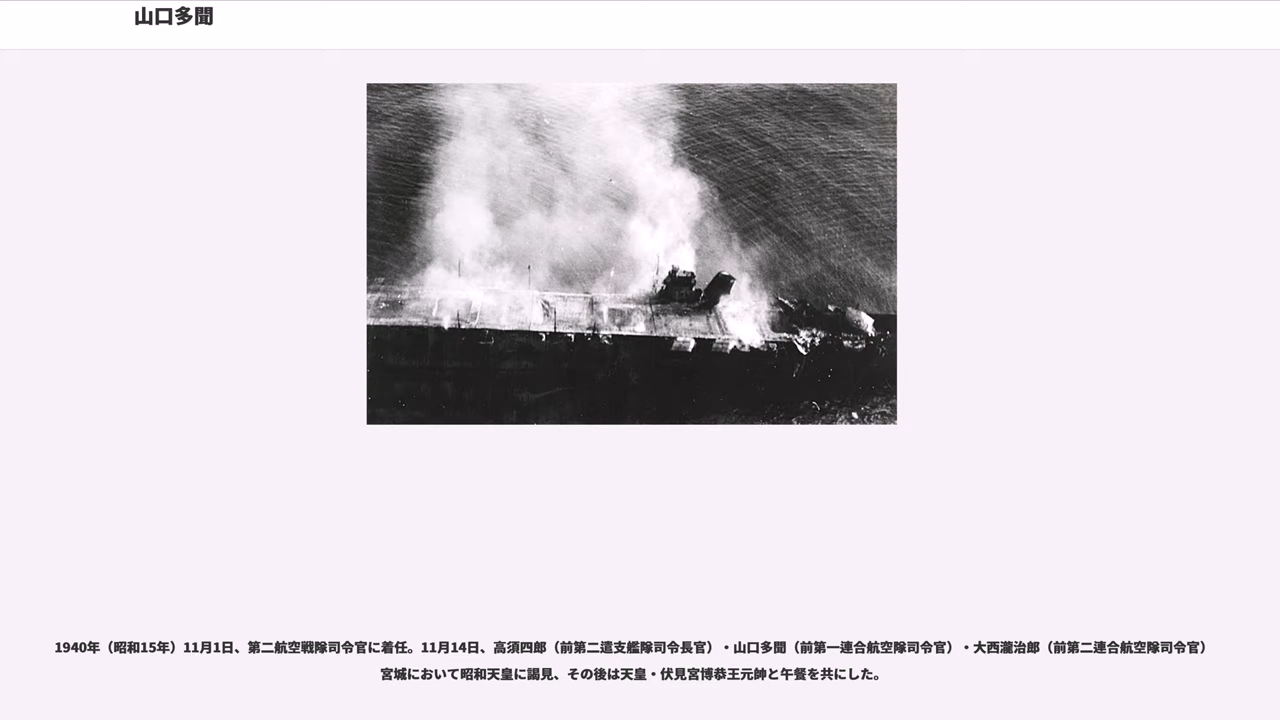 山口多聞
1940年（昭和15年）11月1日、第二航空戦隊司令官に着任。11月14日、高須四郎（前第二遣支艦隊司令長官）・山口多聞（前第一連合航空隊司令官）・大西瀧治郎（前第二連合航空隊司令官）
宮城において昭和天皇に謁見、その後は天皇・伏見宮博恭王元帥と午餐を共にした。